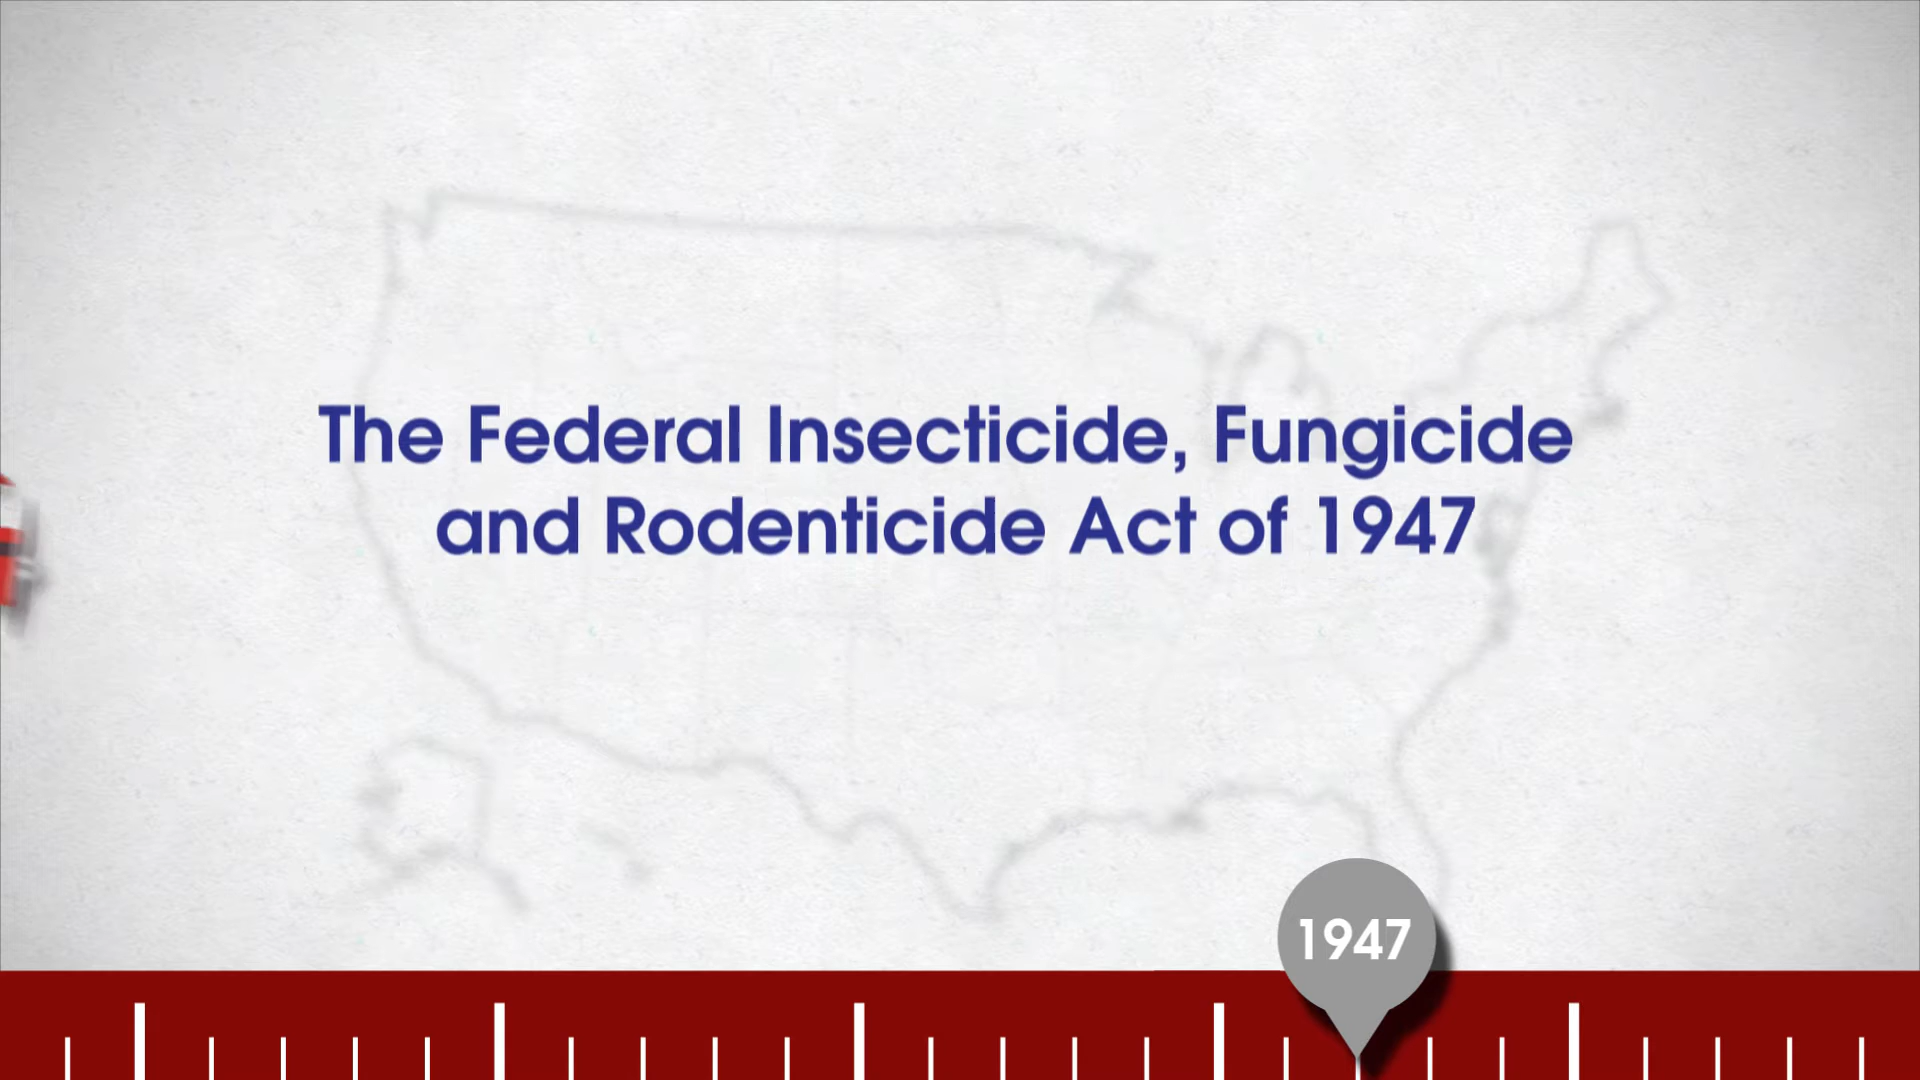 The Federal Insecticide, Fungicide
and Rodenticide Act of 1947
1947